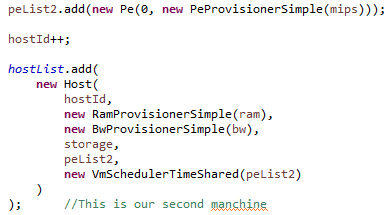 peList2.add(new Pe(0, new PeProvisionerSimple(mips)));
hostId++;
hostList.add(
new Host(
hostId,
new RamProvisionerSimple(ram),
new BwProvisionerSimple(bw),
storage,
peList2,
new VmSchedulerTimeShared(peList2)
)
); //This is our second manchine